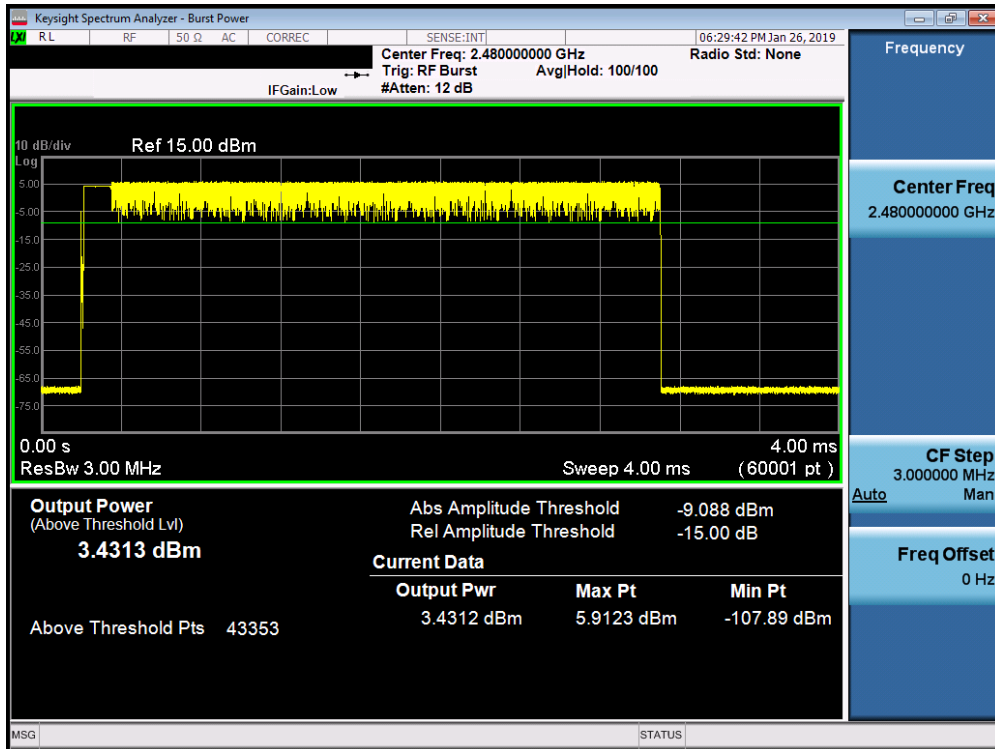 Keysight Spectrum Analyzer - Burst Power
LXI RL RF 50 Ω AC CORREC SENSE:INT 06:29:42 PM Jan 26, 2019
Center Freq: 2.480000000 GHz Radio Std: None
Trig: RF Burst Avg|Hold: 100/100
IFGain:Low #Atten: 12 dB
Frequency
10 dB/div Ref 15.00 dBm
Log
5.00
-5.00
-15.0
-25.0
-35.0
-45.0
-55.0
-65.0
-75.0
0.00 s 4.00 ms
ResBw 3.00 MHz Sweep 4.00 ms (60001 pt)
Center Freq
2.480000000 GHz
CF Step
3.000000 MHz
Auto Man
Freq Offset
0 Hz
Output Power
(Above Threshold Lvl)
3.4313 dBm
Above Threshold Pts 43353
Abs Amplitude Threshold -9.088 dBm
Rel Amplitude Threshold -15.00 dB
Current Data
Output Pwr Max Pt Min Pt
3.4312 dBm 5.9123 dBm -107.89 dBm
MSG STATUS